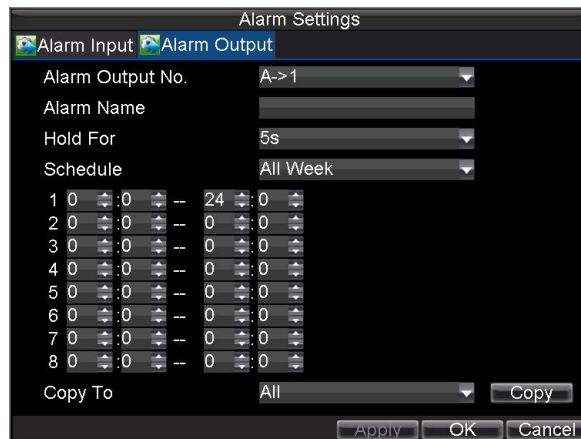 Alarm Settings
Alarm Input Alarm Output
Alarm Output No. A->1
Alarm Name
Hold For 5s
Schedule All Week
1 0 :0 -- 24 :0
2 0 :0 -- 0 :0
3 0 :0 -- 0 :0
4 0 :0 -- 0 :0
5 0 :0 -- 0 :0
6 0 :0 -- 0 :0
7 0 :0 -- 0 :0
8 0 :0 -- 0 :0
Copy To All Copy
Apply OK Cancel